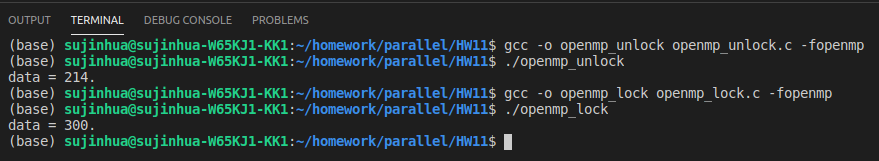 OUTPUT TERMINAL DEBUG CONSOLE PROBLEMS
(base) sujinhua@sujinhua-W65KJ1-KK1:~/homework/parallel/HW11$ gcc -o openmp_unlock openmp_unlock.c -fopenmp
(base) sujinhua@sujinhua-W65KJ1-KK1:~/homework/parallel/HW11$ ./openmp_unlock
data = 214.
(base) sujinhua@sujinhua-W65KJ1-KK1:~/homework/parallel/HW11$ gcc -o openmp_lock openmp_lock.c -fopenmp
(base) sujinhua@sujinhua-W65KJ1-KK1:~/homework/parallel/HW11$ ./openmp_lock
data = 300.
(base) sujinhua@sujinhua-W65KJ1-KK1:~/homework/parallel/HW11$